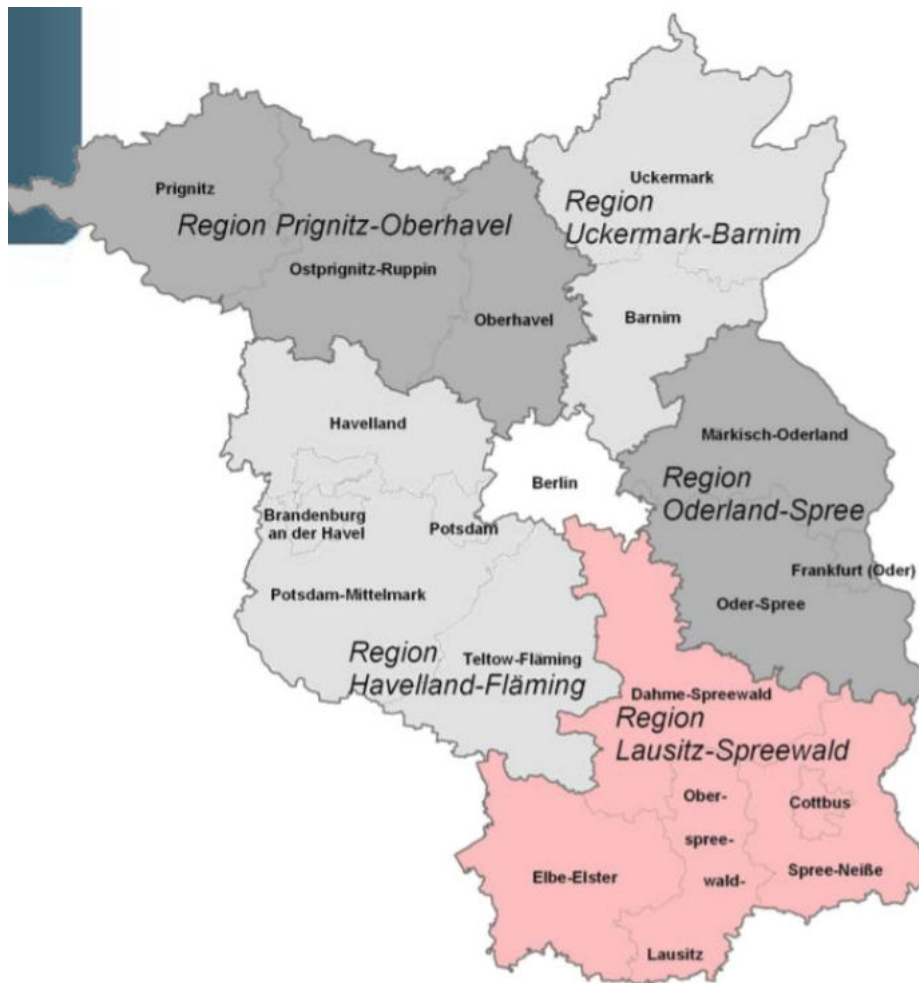 Prignitz
Uckermark
Region Prignitz-Oberhavel
Region
Uckermark-Barnim
Ostprignitz-Ruppin
Oberhavel
Barnim
Havelland
Märkisch-Oderland
Berlin
Region
Oderland-Spree
Brandenburg
an der Havel
Potsdam
Frankfurt (Oder)
Potsdam-Mittelmark
Oder-Spree
Region
Havelland-Fläming
Teltow-Fläming
Dahme-Spreewald
Region
Lausitz-Spreewald
Ober-
spree-
wald-
Lausitz
Cottbus
Elbe-Elster
Spree-Neiße